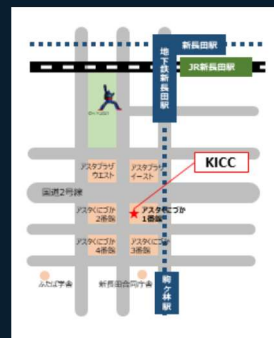 新長田駅
JR新長田駅
地下鉄新長田駅
アスタプラザ
ウエスト
アスタプラザ
イースト
KICC
国道2号線
アスタくにづか
2番館
アスタくにづか
1番館
アスタくにづか
4番館
アスタくにづか
3番館
ふたば学舎
新長田合同庁舎
駒ヶ林駅